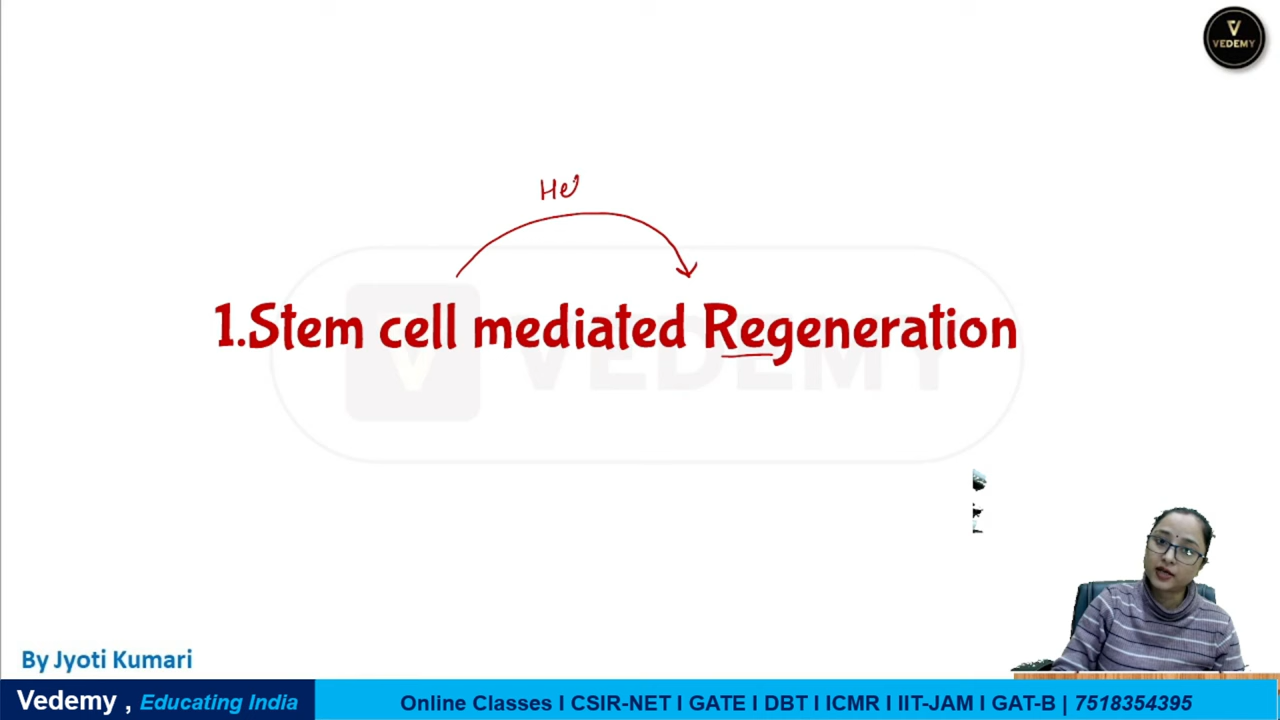 VEDEMY
He
1.Stem cell mediated Regeneration
VEDEMY
By Jyoti Kumari
Vedemy , Educating India
Online Classes I CSIR-NET I GATE I DBT I ICMR I IIT-JAM I GAT-B | 7518354395